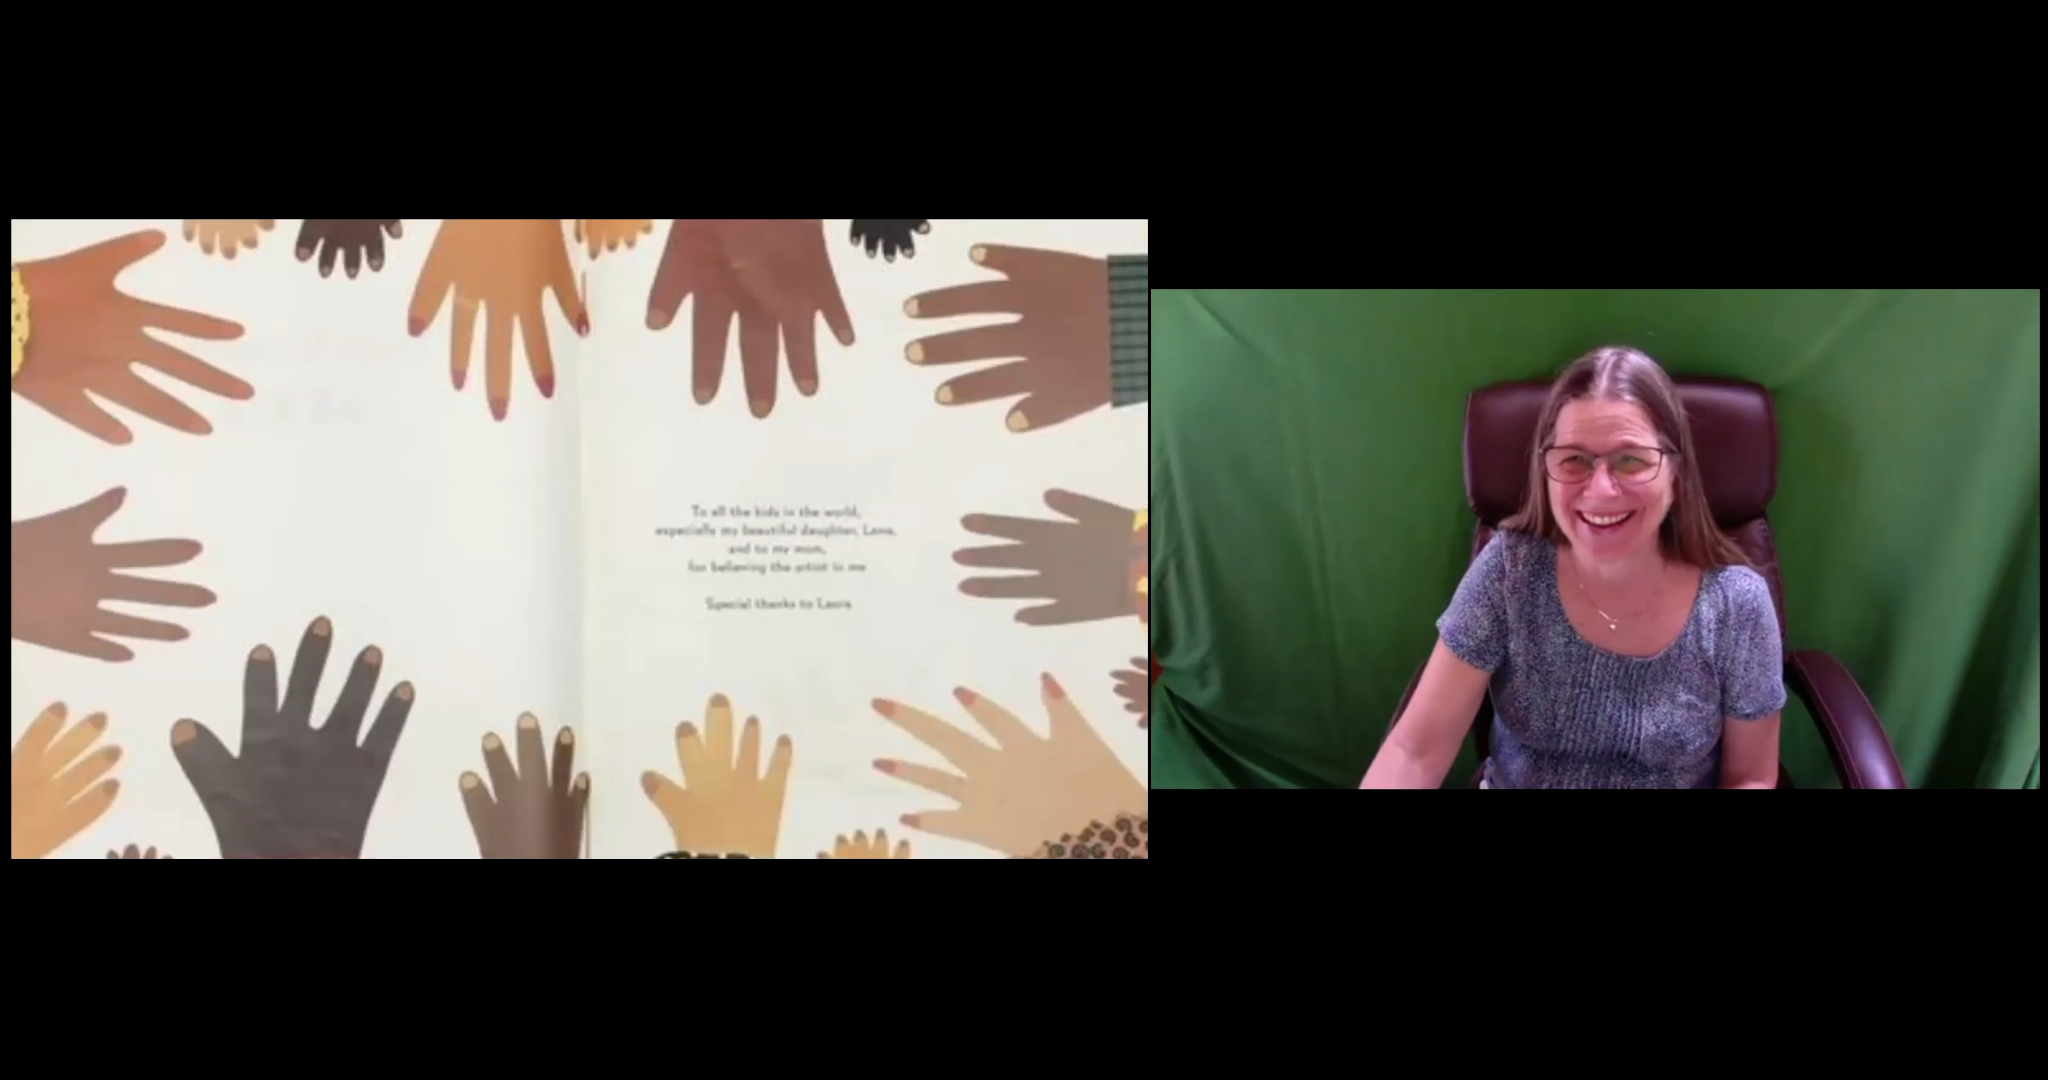 To all the kids in the world,
especially my beautiful daughter, Lana,
and to my mom,
for believing the artist in me
Special thanks to Laura